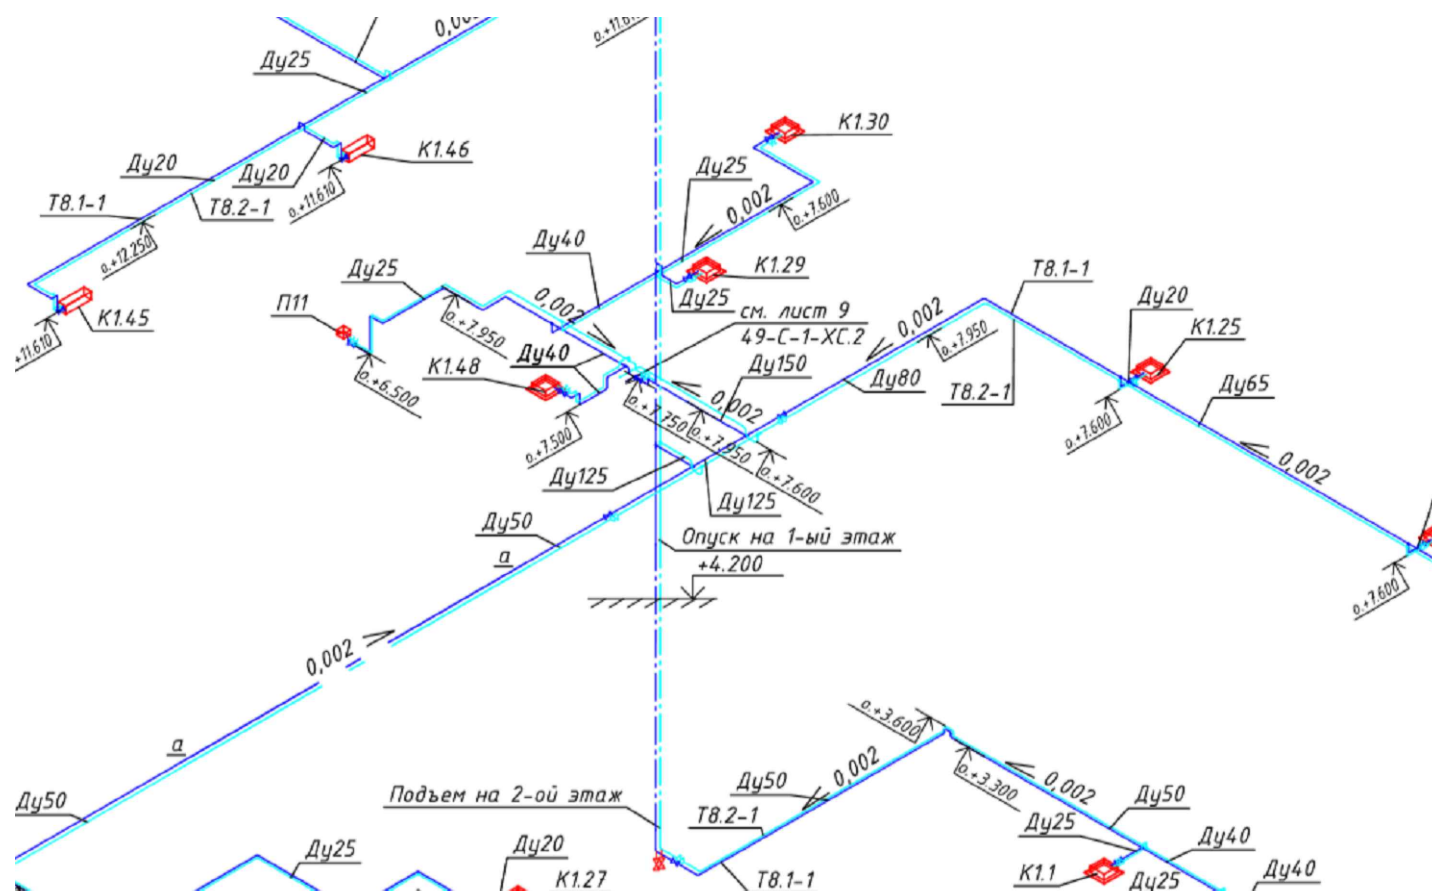 0,00
о.+11.61
Ду25
К1.30
К1.46
Ду20
Ду20
Ду25
о.+11.610
Т8.1-1
Т8.2-1
0,002
о.+7.600
о.+12.250
Ду40
Ду25
К1.29
Т8.1-1
П11
К1.45
0,002
Ду25
0,002
Ду20
+11.610
о.+7.950
см. лист 9
49-С-1-ХС.2
о.+7.950
К1.25
К1.48
Ду40
Ду150
Ду80
Т8.2-1
Ду65
о.+6.500
0,002
о.+7.750
о.+7.950
о.+7.500
о.+7.600
о.+7.600
Ду125
Ду125
0,002
Ду50
Опуск на 1-ый этаж
а
+4.200
о.+7.600
0,002
а
о.+3.600
0,002
о.+3.300
0,002
Ду50
Подъем на 2-ой этаж
Ду50
Ду50
Т8.2-1
Ду25
Ду40
Ду25
Ду20
К1.27
Т8.1-1
К1.1
Ду25
Ду40